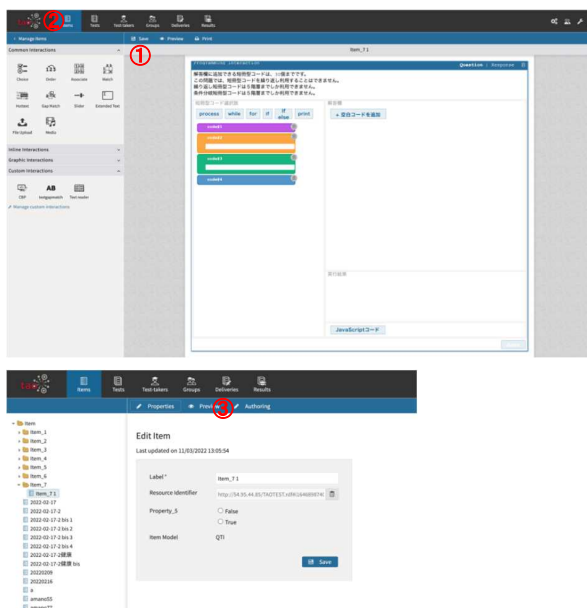 tao
②
Items
Tests
Test-takers
Groups
Deliveries
Results
Manage Items
Save
Preview
Print
Item_7 1
①
Common Interactions
Choice
Order
Associate
Match
Hottext
Gap Match
Slider
Extended Text
File Upload
Media
Inline Interactions
Graphic Interactions
Custom Interactions
CBP
AB
Text reader
Manage custom interactions
Programming Interaction
Question
Response
解答欄に追加できる短冊型コードは、10個までです。
この問題では、短冊型コードを繰り返し利用することはできません。
繰り返し短冊型コードは5階層までしか利用できません。
条件分岐短冊型コードは5階層までしか利用できません。
短冊型コード選択肢
解答欄
process
while
for
if
if else
print
+ 空白コードを追加
実行結果
JavaScriptコード
tao
Items
Tests
Test-takers
Groups
Deliveries
Results
Properties
Preview
③
Authoring
Item
Item_1
Item_2
Item_3
Item_4
Item_5
Item_6
Item_7
Item_7 1
2022-02-17
2022-02-17-2
2022-02-17-2 bis 1
2022-02-17-2 bis 2
2022-02-17-2 bis 3
2022-02-17-2 bis 4
2022-02-17-2健康
2022-02-17-2健康 bis
20220209
20220216
a
amano55
Edit Item
Last updated on 11/03/2022 13:05:54
Label *
Item_7 1
Resource Identifier
Property_5
False
True
Item Model
QTI
Save